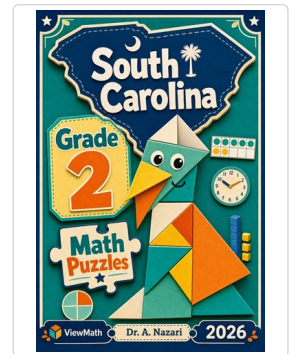 South
Carolina
Grade
2
Math
Puzzles
ViewMath
Dr. A. Nazari
2026